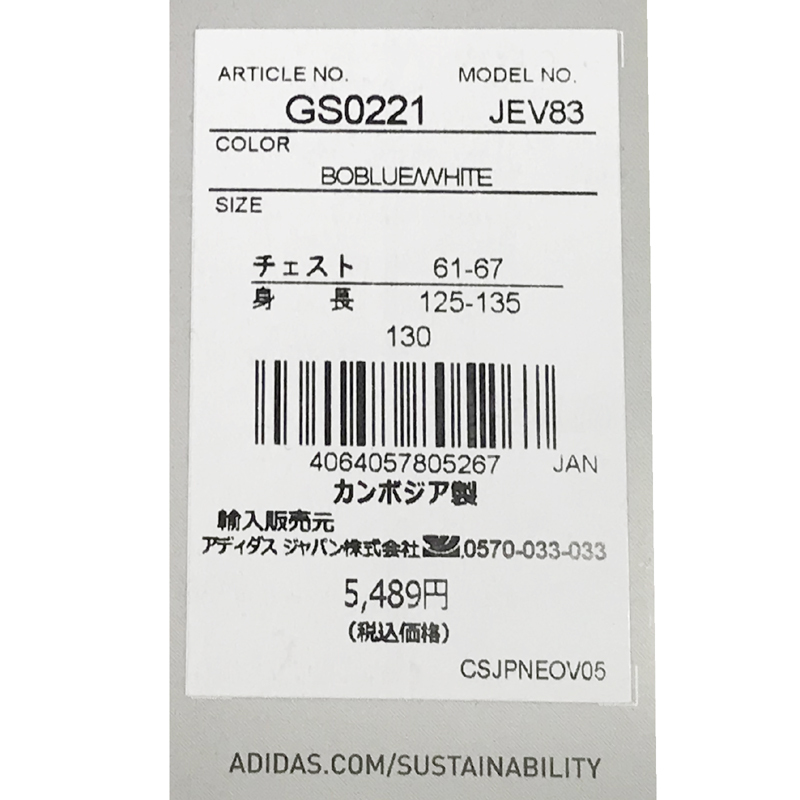 ARTICLE NO. MODEL NO.
GS0221 JEV83
COLOR
BOBLUE/WHITE
SIZE
チェスト 61-67
身 長 125-135
130
4064057805267 JAN
カンボジア製
輸入販売元
アディダス ジャパン株式会社 0570-033-033
5,489円
(税込価格)
CSJPNEOV05
ADIDAS.COM/SUSTAINABILITY